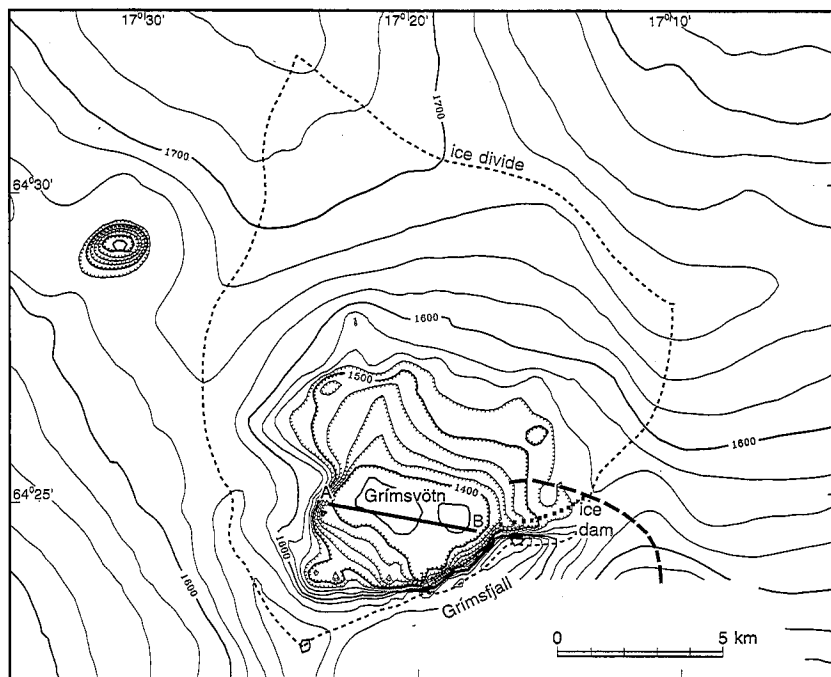 17°30' 17°20' 17°10'
1700
1700
ice divide
64°30'
1600
1500
1600
1400
A
Grímsvötn
B
64°25'
ice
dam
1600
1600
Grímsfjall
0 5 km